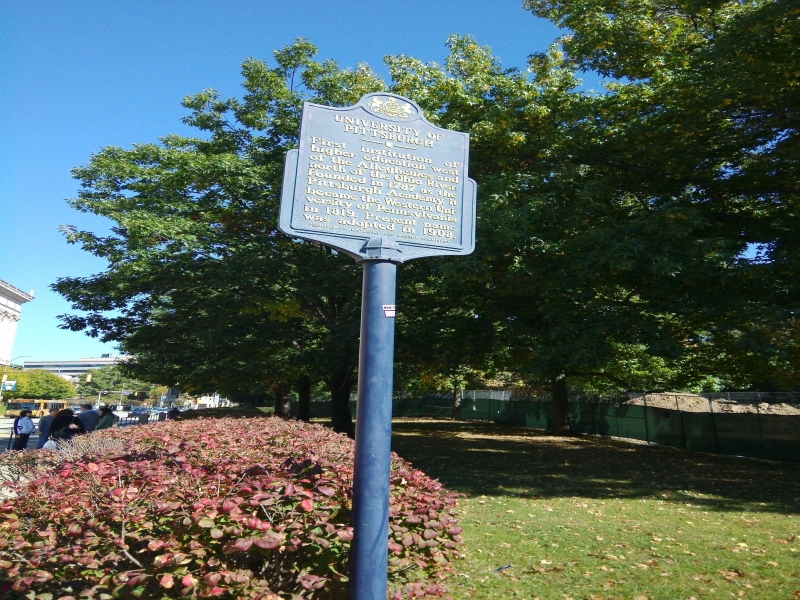 UNIVERSITY OF
PITTSBURGH
First institution of
higher education west
of the Alleghenies and
north of the Ohio River.
Founded in 1787 as the
Pittsburgh Academy, it
became the Western Uni-
versity of Pennsylvania
in 1819. Present name
was adopted in 1908.